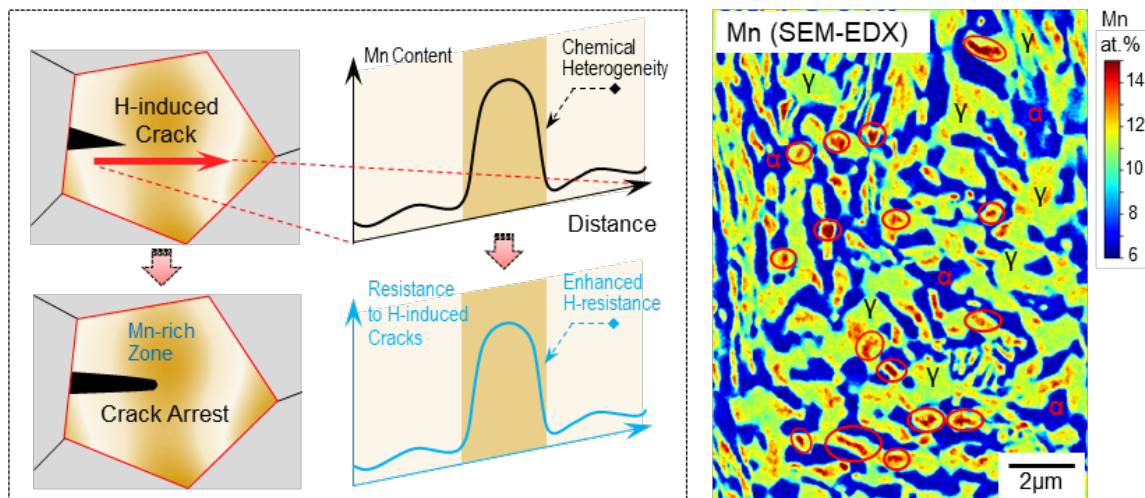 H-induced
Crack
Mn Content
Chemical
Heterogeneity
Distance
Mn-rich
Zone
Crack Arrest
Resistance
to H-induced
Cracks
Enhanced
H-resistance
Mn (SEM-EDX)
Mn
at.%
15
14
12
10
8
6
γ
γ
γ
α
α
γ
γ
α
γ
γ
α
2μm